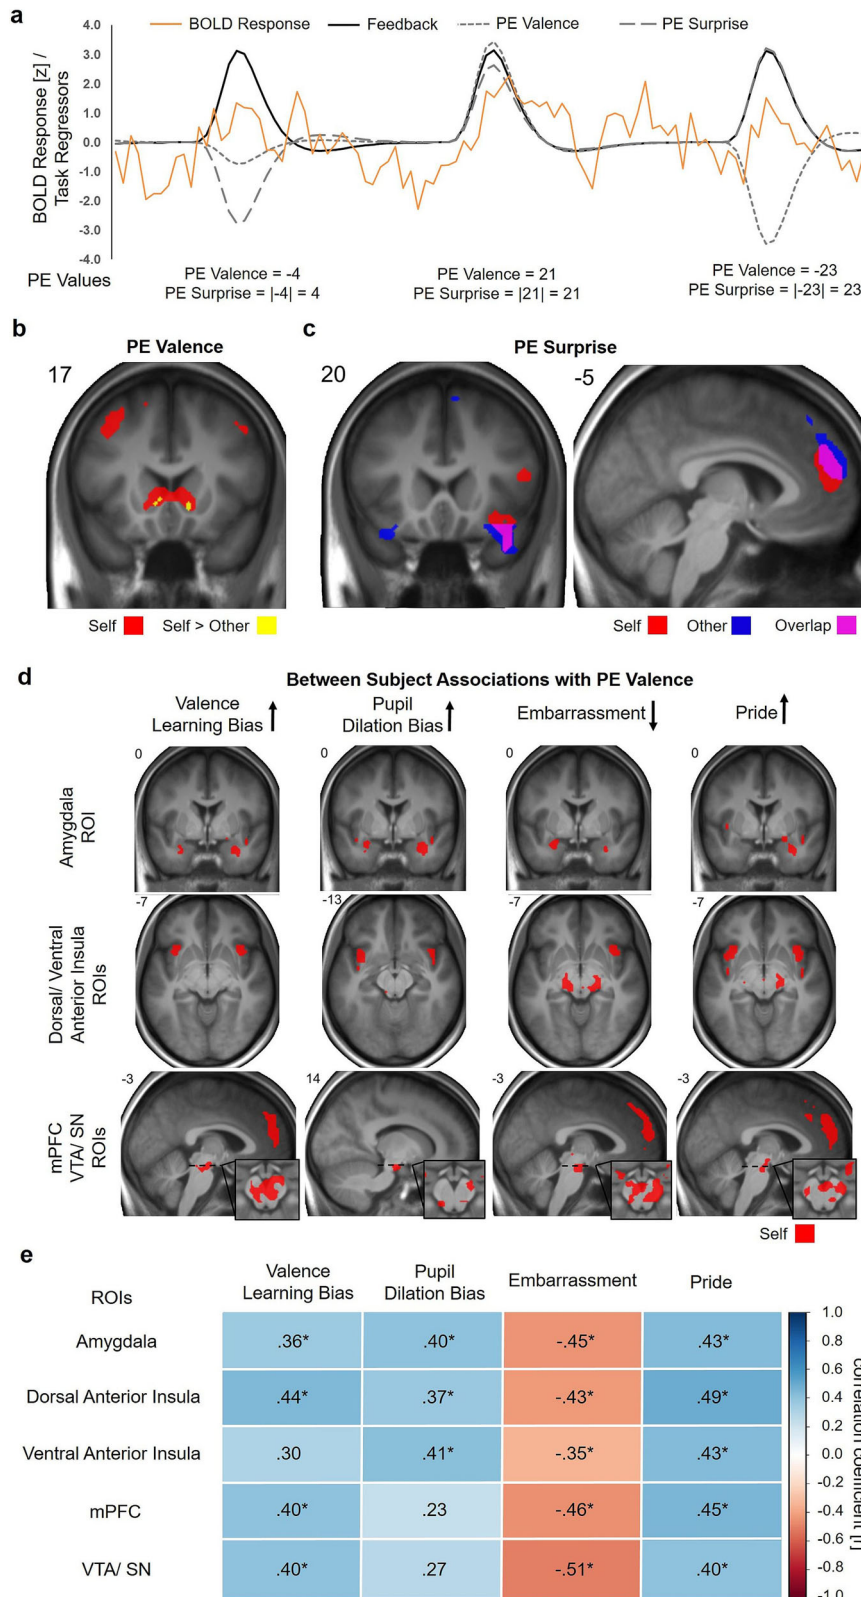 a
BOLD Response
Feedback
PE Valence
PE Surprise
BOLD Response [z] /
Task Regressors
4.0
3.0
2.0
1.0
0.0
-1.0
-2.0
-3.0
-4.0
PE Values
PE Valence = -4
PE Surprise = |-4| = 4
PE Valence = 21
PE Surprise = |21| = 21
PE Valence = -23
PE Surprise = |-23| = 23
b
PE Valence
17
Self
Self > Other
c
PE Surprise
20
-5
Self
Other
Overlap
d
Between Subject Associations with PE Valence
Valence
Learning Bias
Pupil
Dilation Bias
Embarrassment
Pride
Amygdala
ROI
0
0
0
0
Dorsal/ Ventral
Anterior Insula
ROIs
-7
-13
-7
-7
mPFC
VTA/ SN
ROIs
-3
14
-3
-3
Self
e
ROIs
Valence
Learning Bias
Pupil
Dilation Bias
Embarrassment
Pride
Amygdala
.36*
.40*
-.45*
.43*
Dorsal Anterior Insula
.44*
.37*
-.43*
.49*
Ventral Anterior Insula
.30
.41*
-.35*
.43*
mPFC
.40*
.23
-.46*
.45*
VTA/ SN
.40*
.27
-.51*
.40*
1.0
0.8
0.6
0.4
0.2
0.0
-0.2
-0.4
-0.6
-0.8
-1.0
correlation coefficient [r]